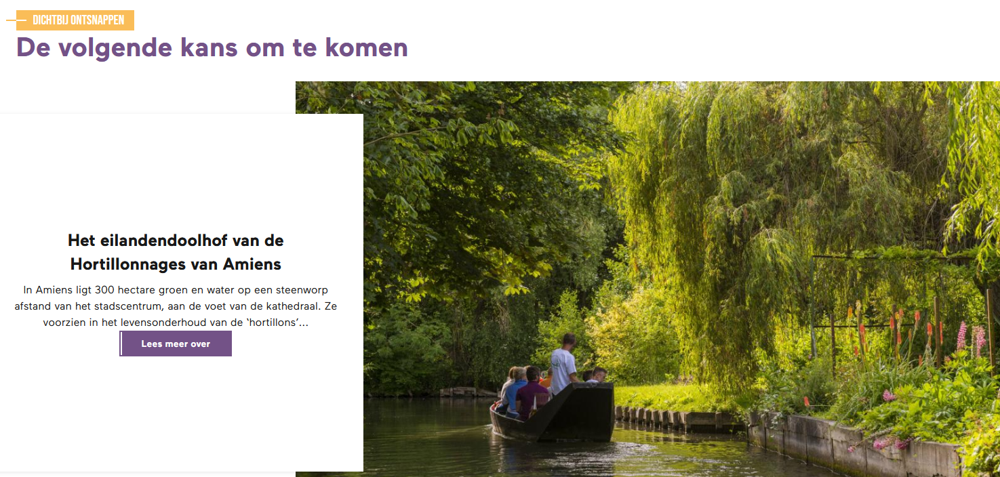 DICHTBIJ ONTSNAPPEN
De volgende kans om te komen
Het eilandendoolhof van de
Hortillonnages van Amiens
In Amiens ligt 300 hectare groen en water op een steenworp
afstand van het stadscentrum, aan de voet van de kathedraal. Ze
voorzien in het levensonderhoud van de ‘hortillons’...
Lees meer over